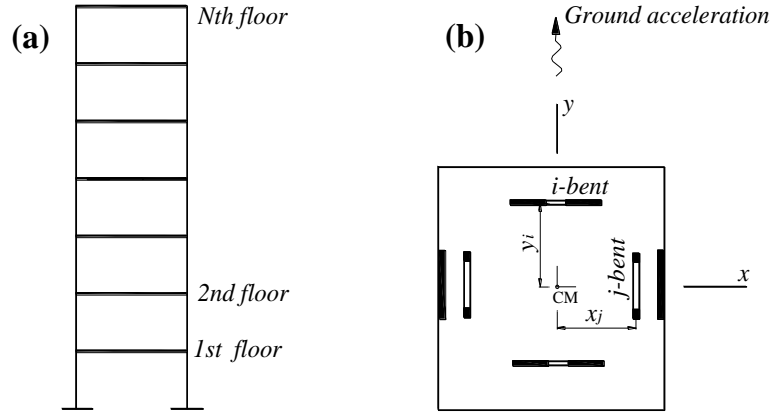 (a)
Nth floor
2nd floor
1st floor
(b)
Ground acceleration
y
i-bent
yi
j-bent
CM
xj
x